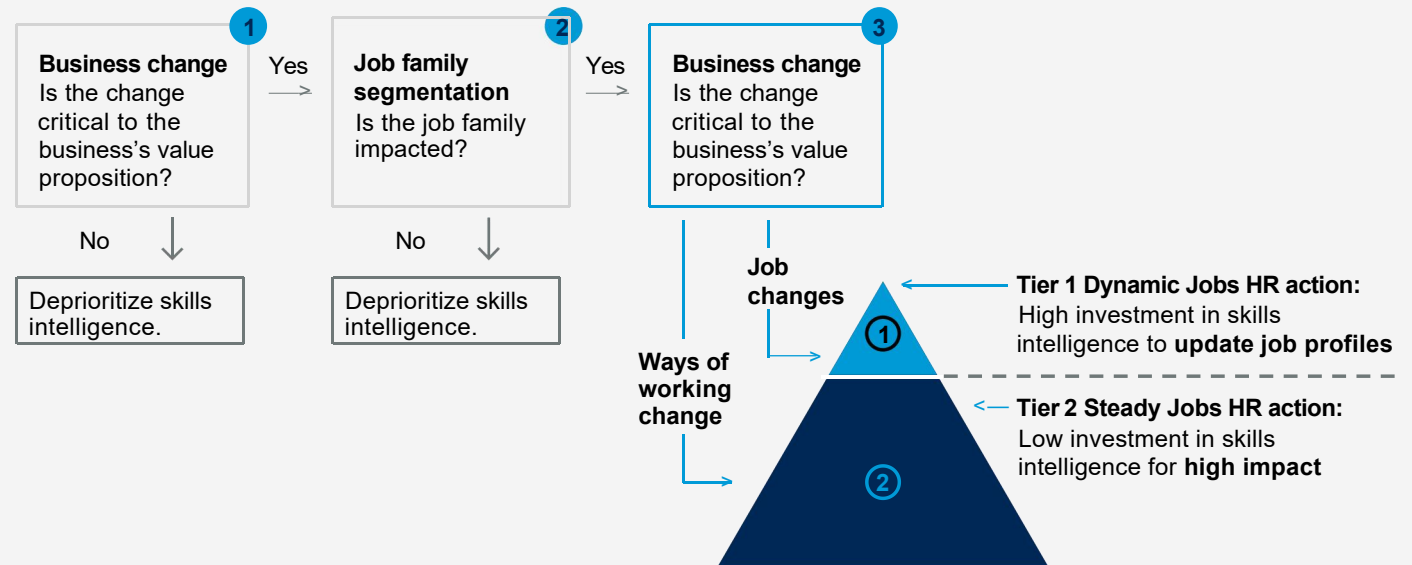 1
Business change
Is the change
critical to the
business’s value
proposition?
Yes
No
Deprioritize skills
intelligence.
2
Job family
segmentation
Is the job family
impacted?
Yes
No
Deprioritize skills
intelligence.
3
Business change
Is the change
critical to the
business’s value
proposition?
Job
changes
Ways of
working
change
1
2
Tier 1 Dynamic Jobs HR action:
High investment in skills
intelligence to update job profiles
Tier 2 Steady Jobs HR action:
Low investment in skills
intelligence for high impact